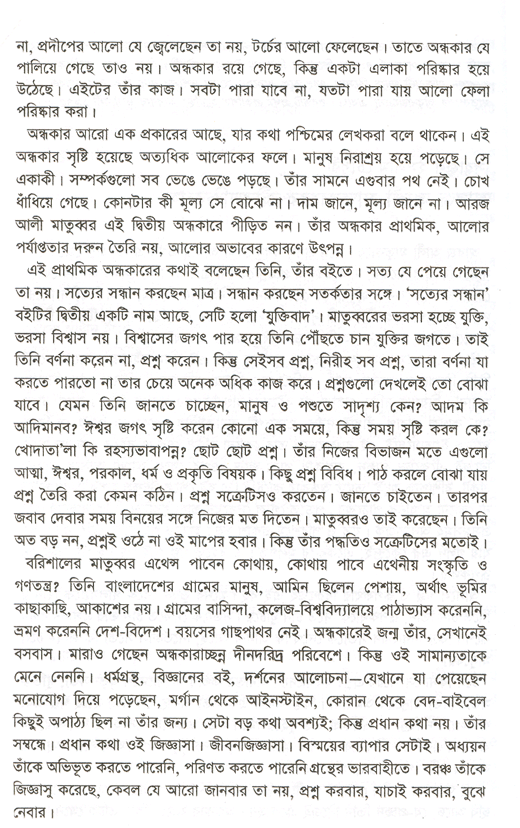 না, প্রদীপের আলো যে জ্বেলেছেন তা নয়, টর্চের আলো ফেলেছেন। তাতে অন্ধকার যে
পালিয়ে গেছে তাও নয়। অন্ধকার রয়ে গেছে, কিন্তু একটা এলাকা পরিষ্কার হয়ে
উঠেছে। এইটের তাঁর কাজ। সবটা পারা যাবে না, যতটা পারা যায় আলো ফেলা
পরিষ্কার করা।
অন্ধকার আরো এক প্রকারের আছে, যার কথা পশ্চিমের লেখকরা বলে থাকেন। এই
অন্ধকার সৃষ্টি হয়েছে অত্যধিক আলোকের ফলে। মানুষ নিরাশ্রয় হয়ে পড়েছে। সে
একাকী। সম্পর্কগুলো সব ভেঙে ভেঙে পড়ছে। তাঁর সামনে এগুবার পথ নেই। চোখ
ধাঁধিয়ে গেছে। কোনটার কী মূল্য সে বোঝে না। দাম জানে, মূল্য জানে না। আরজ
আলী মাতুব্বর এই দ্বিতীয় অন্ধকারে পীড়িত নন। তাঁর অন্ধকার প্রাথমিক, আলোর
পর্যাপ্ততার দরুন তৈরি নয়, আলোর অভাবের কারণে উৎপন্ন।
এই প্রাথমিক অন্ধকারের কথাই বলেছেন তিনি, তাঁর বইতে। সত্য যে পেয়ে গেছেন
তা নয়। সত্যের সন্ধান করছেন মাত্র। সন্ধান করছেন সতর্কতার সঙ্গে। ‘সত্যের সন্ধান’
বইটির দ্বিতীয় একটি নাম আছে, সেটি হলো ‘যুক্তিবাদ’। মাতুব্বরের ভরসা হচ্ছে যুক্তি,
ভরসা বিশ্বাস নয়। বিশ্বাসের জগৎ পার হয়ে তিনি পৌঁছতে চান যুক্তির জগতে। তাই
তিনি বর্ণনা করেন না, প্রশ্ন করেন। কিন্তু সেইসব প্রশ্ন, নিরীহ সব প্রশ্ন, তারা বর্ণনা যা
করতে পারতো না তার চেয়ে অনেক অধিক কাজ করে। প্রশ্নগুলো দেখলেই তো বোঝা
যাবে। যেমন তিনি জানতে চাচ্ছেন, মানুষ ও পশুতে সাদৃশ্য কেন? আদম কি
আদিমানব? ঈশ্বর জগৎ সৃষ্টি করেন কোনো এক সময়ে, কিন্তু সময় সৃষ্টি করল কে?
খোদাতা'লা কি রহস্যভাবাপন্ন? ছোট ছোট প্রশ্ন। তাঁর নিজের বিভাজন মতে এগুলো
আত্মা, ঈশ্বর, পরকাল, ধর্ম ও প্রকৃতি বিষয়ক। কিছু প্রশ্ন বিবিধ। পাঠ করলে বোঝা যায়
প্রশ্ন তৈরি করা কেমন কঠিন। প্রশ্ন সক্রেটিসও করতেন। জানতে চাইতেন। তারপর
জবাব দেবার সময় বিনয়ের সঙ্গে নিজের মত দিতেন। মাতুব্বরও তাই করেছেন। তিনি
অত বড় নন, প্রশ্নই ওঠে না ওই মাপের হবার। কিন্তু তাঁর পদ্ধতিও সক্রেটিসের মতোই।
বরিশালের মাতুব্বর এথেন্স পাবেন কোথায়, কোথায় পাবে এথেনীয় সংস্কৃতি ও
গণতন্ত্র? তিনি বাংলাদেশের গ্রামের মানুষ, আমিন ছিলেন পেশায়, অর্থাৎ ভূমির
কাছাকাছি, আকাশের নয়। গ্রামের বাসিন্দা, কলেজ-বিশ্ববিদ্যালয়ে পাঠাভ্যাস করেননি,
ভ্রমণ করেননি দেশ-বিদেশ। বয়সের গাছপাথর নেই। অন্ধকারেই জন্ম তাঁর, সেখানেই
বসবাস। মারাও গেছেন অন্ধকারাচ্ছন্ন দীনদরিদ্র পরিবেশে। কিন্তু ওই সামান্যতাকে
মেনে নেননি। ধর্মগ্রন্থ, বিজ্ঞানের বই, দর্শনের আলোচনা—যেখানে যা পেয়েছেন
মনোযোগ দিয়ে পড়েছেন, মর্গান থেকে আইনস্টাইন, কোরান থেকে বেদ-বাইবেল
কিছুই অপাঠ্য ছিল না তাঁর জন্য। সেটা বড় কথা অবশ্যই; কিন্তু প্রধান কথা নয়। তাঁর
সম্বন্ধে। প্রধান কথা ওই জিজ্ঞাসা। জীবনজিজ্ঞাসা। বিস্ময়ের ব্যাপার সেটাই। অধ্যয়ন
তাঁকে অভিভূত করতে পারেনি, পরিণত করতে পারেনি গ্রন্থের ভারবাহীতে। বরঞ্চ তাঁকে
জিজ্ঞাসু করেছে, কেবল যে আরো জানবার তা নয়, প্রশ্ন করবার, যাচাই করবার, বুঝে
নেবার।